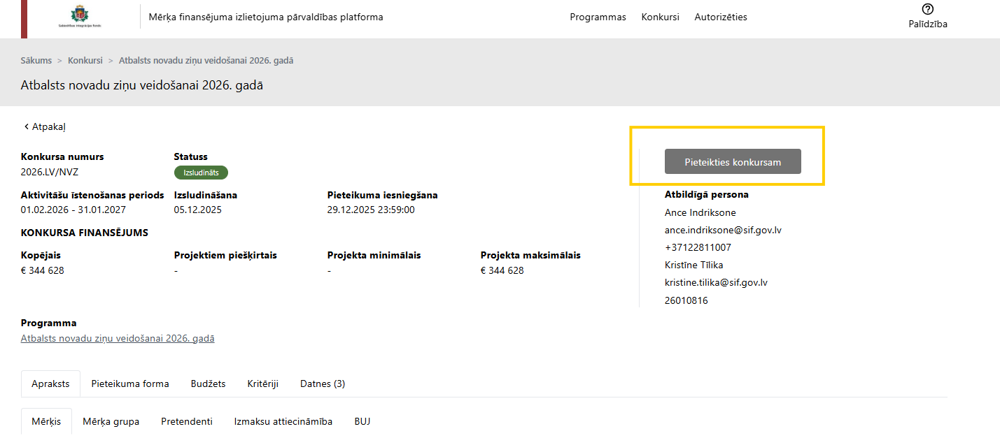 Sabiedrības integrācijas fonds
Mērķa finansējuma izlietojuma pārvaldības platforma
Programmas Konkursi Autorizēties
Palīdzība
Sākums > Konkursi > Atbalsts novadu ziņu veidošanai 2026. gadā
Atbalsts novadu ziņu veidošanai 2026. gadā
Atpakaļ
Konkursa numurs Statuss
2026.LV/NVZ Izsludināts
Pieteikties konkursam
Aktivitāšu īstenošanas periods Izsludināšana Pieteikuma iesniegšana
01.02.2026 - 31.01.2027 05.12.2025 29.12.2025 23:59:00
KONKURSA FINANSĒJUMS
Kopējais Projektiem piešķirtais Projekta minimālais Projekta maksimālais
€ 344 628 - - € 344 628
Atbildīgā persona
Ance Indriksone
ance.indriksone@sif.gov.lv
+37122811007
Kristīne Tīlika
kristine.tilika@sif.gov.lv
26010816
Programma
Atbalsts novadu ziņu veidošanai 2026. gadā
Apraksts Pieteikuma forma Budžets Kritēriji Datnes (3)
Mērķis Mērķa grupa Pretendenti Izmaksu attiecināmība BUJ